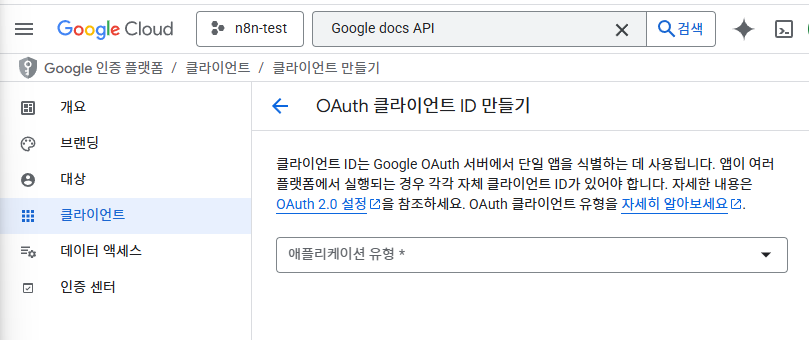 Google Cloud
n8n-test
Google docs API
검색
Google 인증 플랫폼 / 클라이언트 / 클라이언트 만들기
개요
브랜딩
대상
클라이언트
데이터 액세스
인증 센터
OAuth 클라이언트 ID 만들기
클라이언트 ID는 Google OAuth 서버에서 단일 앱을 식별하는 데 사용됩니다. 앱이 여러
플랫폼에서 실행되는 경우 각각 자체 클라이언트 ID가 있어야 합니다. 자세한 내용은
OAuth 2.0 설정을 참조하세요. OAuth 클라이언트 유형을 자세히 알아보세요.
애플리케이션 유형 *